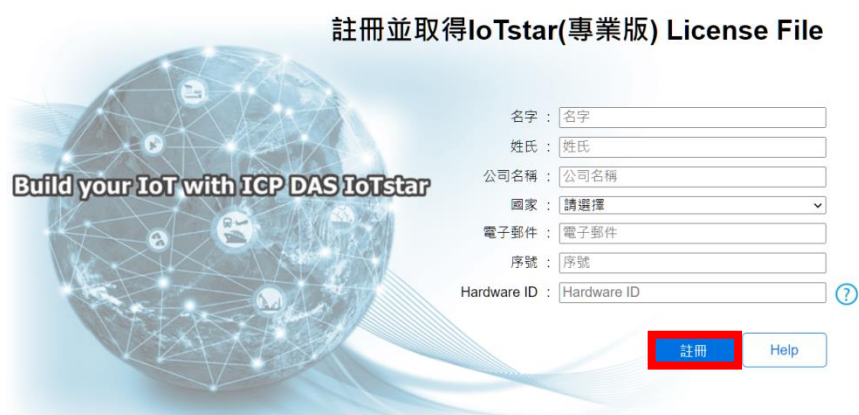 註冊並取得IoTstar(專業版) License File
名字 : 名字
姓氏 : 姓氏
公司名稱 : 公司名稱
Build your IoT with ICP DAS IoTstar
國家 : 請選擇
電子郵件 : 電子郵件
序號 : 序號
Hardware ID : Hardware ID ?
註冊 Help